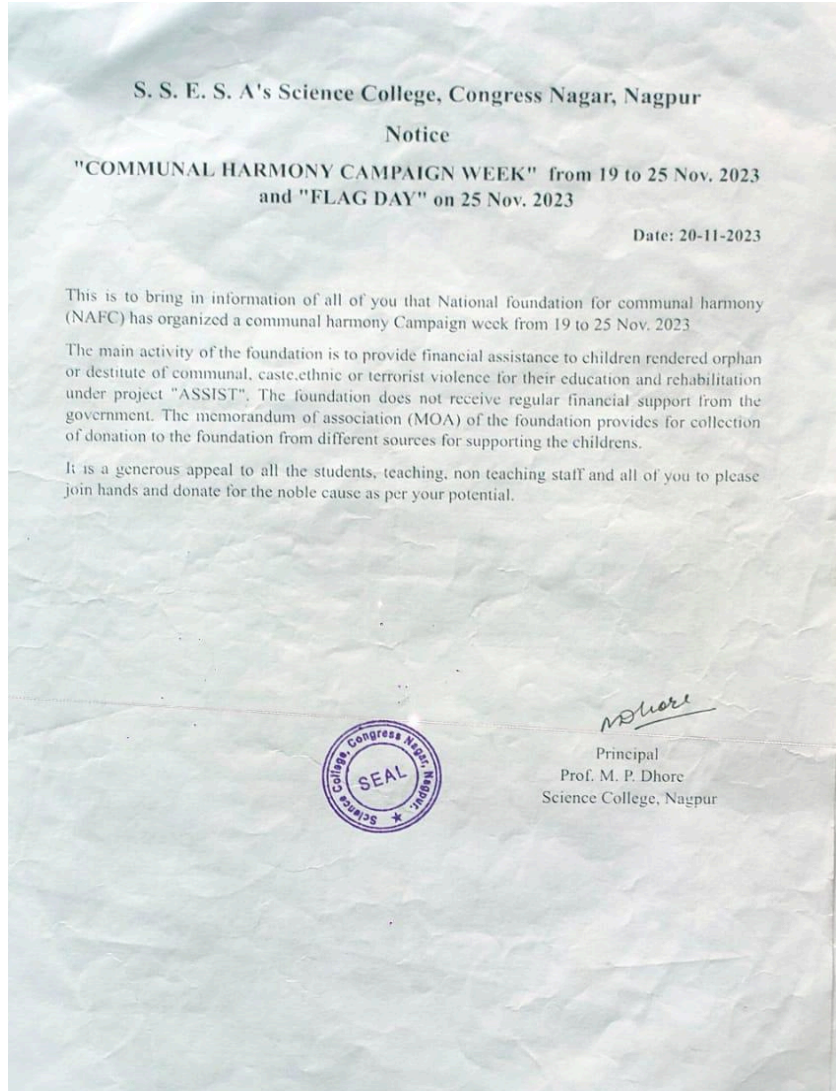 S. S. E. S. A's Science College, Congress Nagar, Nagpur
Notice
"COMMUNAL HARMONY CAMPAIGN WEEK" from 19 to 25 Nov. 2023
and "FLAG DAY" on 25 Nov. 2023
Date: 20-11-2023
This is to bring in information of all of you that National foundation for communal harmony
(NAFC) has organized a communal harmony Campaign week from 19 to 25 Nov. 2023
The main activity of the foundation is to provide financial assistance to children rendered orphan
or destitute of communal, caste,ethnic or terrorist violence for their education and rehabilitation
under project "ASSIST". The foundation does not receive regular financial support from the
government. The memorandum of association (MOA) of the foundation provides for collection
of donation to the foundation from different sources for supporting the childrens.
It is a generous appeal to all the students, teaching, non teaching staff and all of you to please
join hands and donate for the noble cause as per your potential.
MDhore
Science College, Congress Nagar, Nagpur.
SEAL
Principal
Prof. M. P. Dhore
Science College, Nagpur